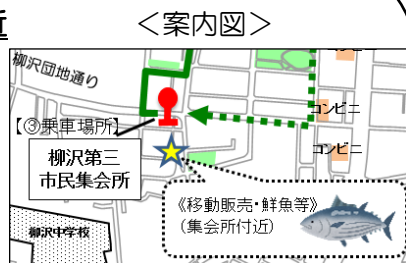 ＜案内図＞
柳沢団地通り
コンビニ
【③乗車場所】
コンビニ
柳沢第三
市民集会所
《移動販売・鮮魚等》
（集会所付近）
柳沢中学校